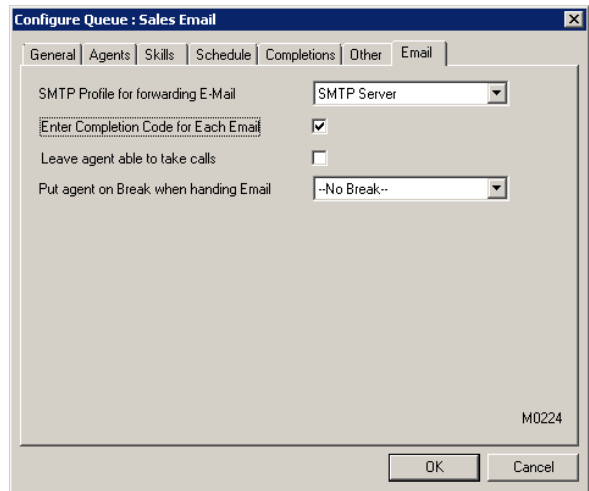 Configure Queue : Sales Email
General Agents Skills Schedule Completions Other Email
SMTP Profile for forwarding E-Mail SMTP Server
Enter Completion Code for Each Email
Leave agent able to take calls
Put agent on Break when handing Email --No Break--
M0224
OK Cancel